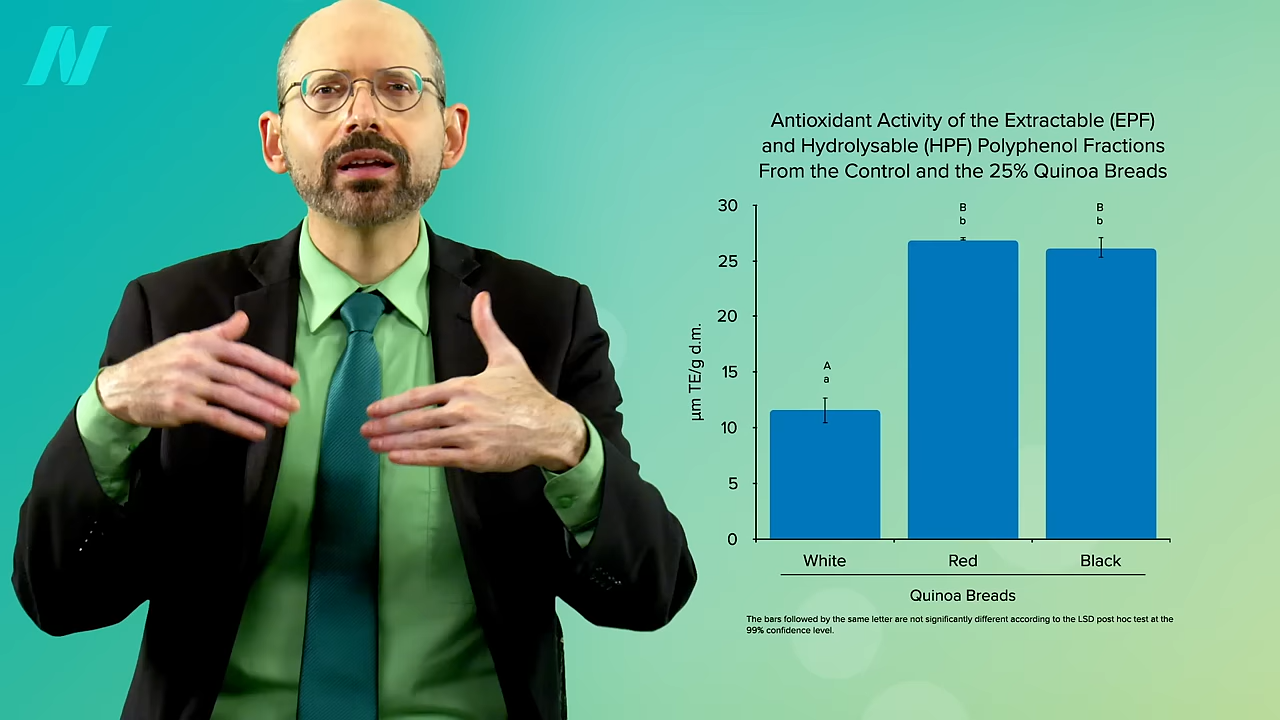 Antioxidant Activity of the Extractable (EPF)
and Hydrolysable (HPF) Polyphenol Fractions
From the Control and the 25% Quinoa Breads
30
25
20
15
10
5
0
µm TE/g d.m.
A
a
B
b
B
b
White Red Black
Quinoa Breads
The bars followed by the same letter are not significantly different according to the LSD post hoc test at the
99% confidence level.